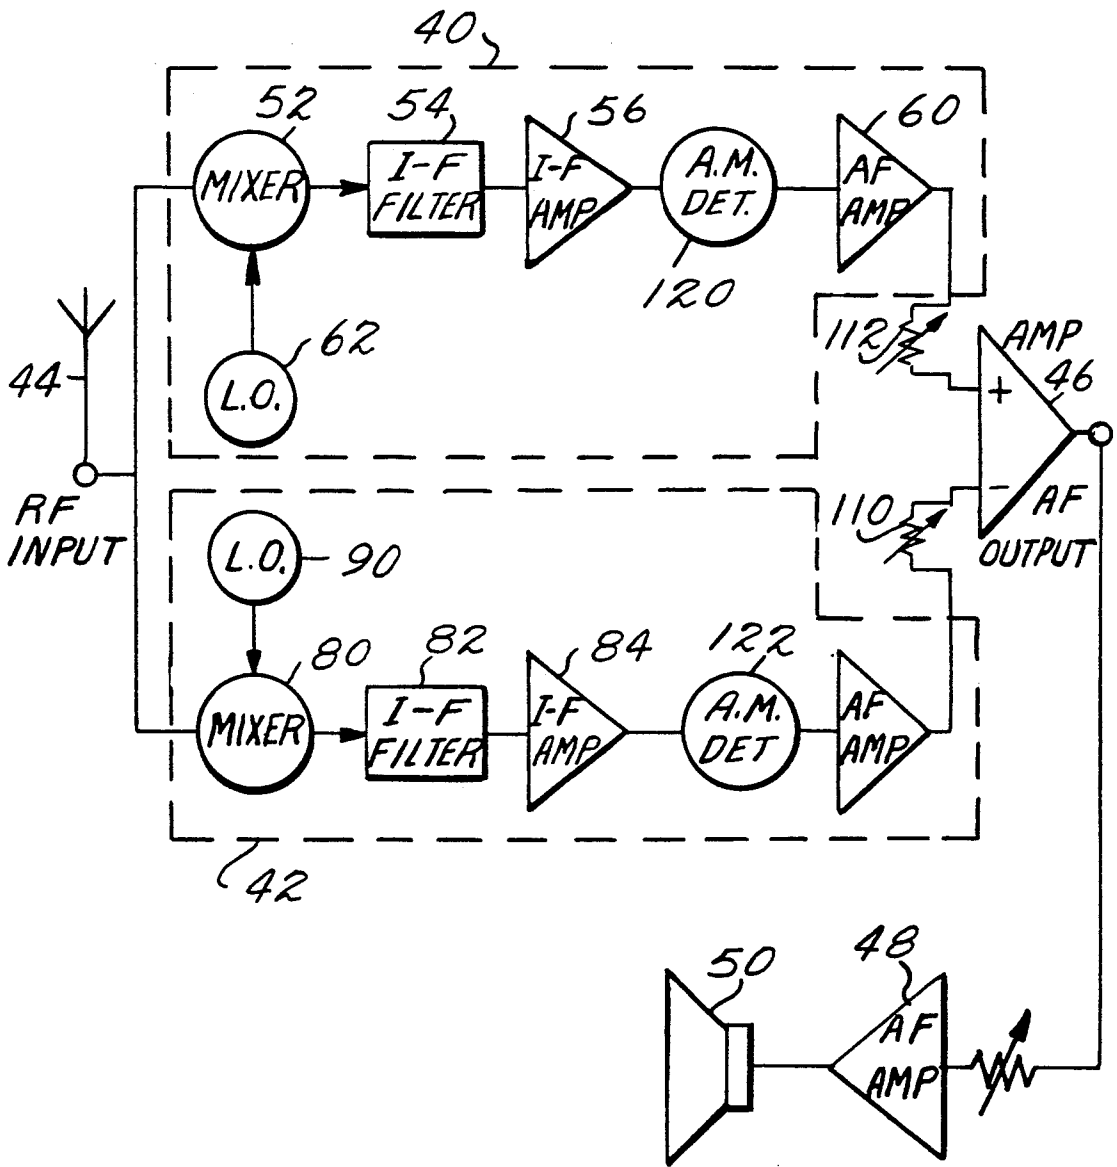 40
52
54
56
60
MIXER
I-F
FILTER
I-F
AMP
A.M.
DET.
AF
AMP
120
62
L.O.
44
112
AMP
46
+
RF
INPUT
110
−
AF
OUTPUT
L.O.
90
80
82
84
122
MIXER
I-F
FILTER
I-F
AMP
A.M.
DET
AF
AMP
42
50
48
AF
AMP